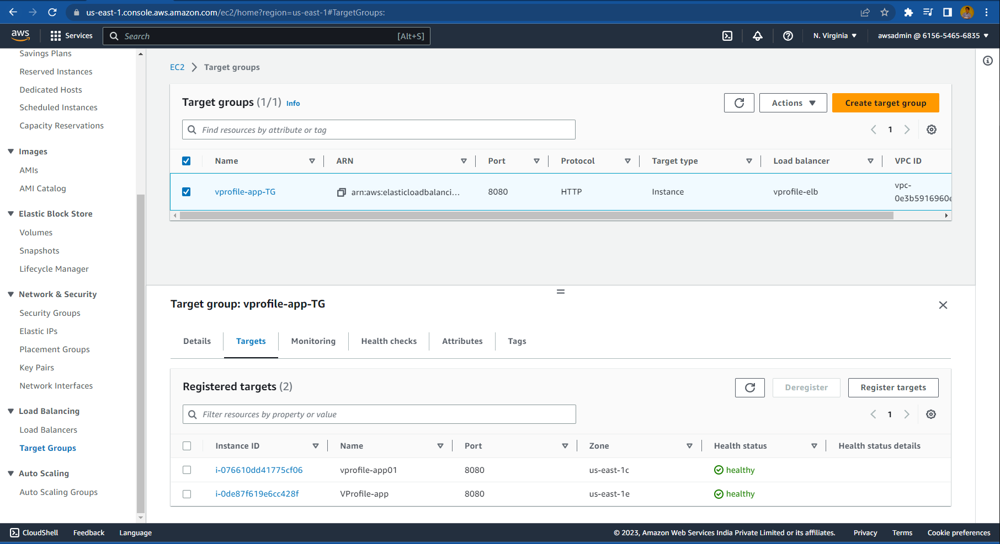 us-east-1.console.aws.amazon.com/ec2/home?region=us-east-1#TargetGroups:
aws
Services
Search
[Alt+S]
N. Virginia
awsadmin @ 6156-5465-6835
Savings Plans
Reserved Instances
Dedicated Hosts
Scheduled Instances
Capacity Reservations
Images
AMIs
AMI Catalog
Elastic Block Store
Volumes
Snapshots
Lifecycle Manager
Network & Security
Security Groups
Elastic IPs
Placement Groups
Key Pairs
Network Interfaces
Load Balancing
Load Balancers
Target Groups
Auto Scaling
Auto Scaling Groups
EC2 Target groups
Target groups (1/1) Info
Actions
Create target group
Find resources by attribute or tag
1
Name ARN Port Protocol Target type Load balancer VPC ID
vprofile-app-TG arn:aws:elasticloadbalanci... 8080 HTTP Instance vprofile-elb vpc-
0e3b5916960e
Target group: vprofile-app-TG
Details Targets Monitoring Health checks Attributes Tags
Registered targets (2)
Deregister
Register targets
Filter resources by property or value
1
Instance ID Name Port Zone Health status Health status details
i-076610dd41775cf06 vprofile-app01 8080 us-east-1c healthy
i-0de87f619e6cc428f VProfile-app 8080 us-east-1e healthy
CloudShell Feedback Language
© 2023, Amazon Web Services India Private Limited or its affiliates. Privacy Terms Cookie preferences